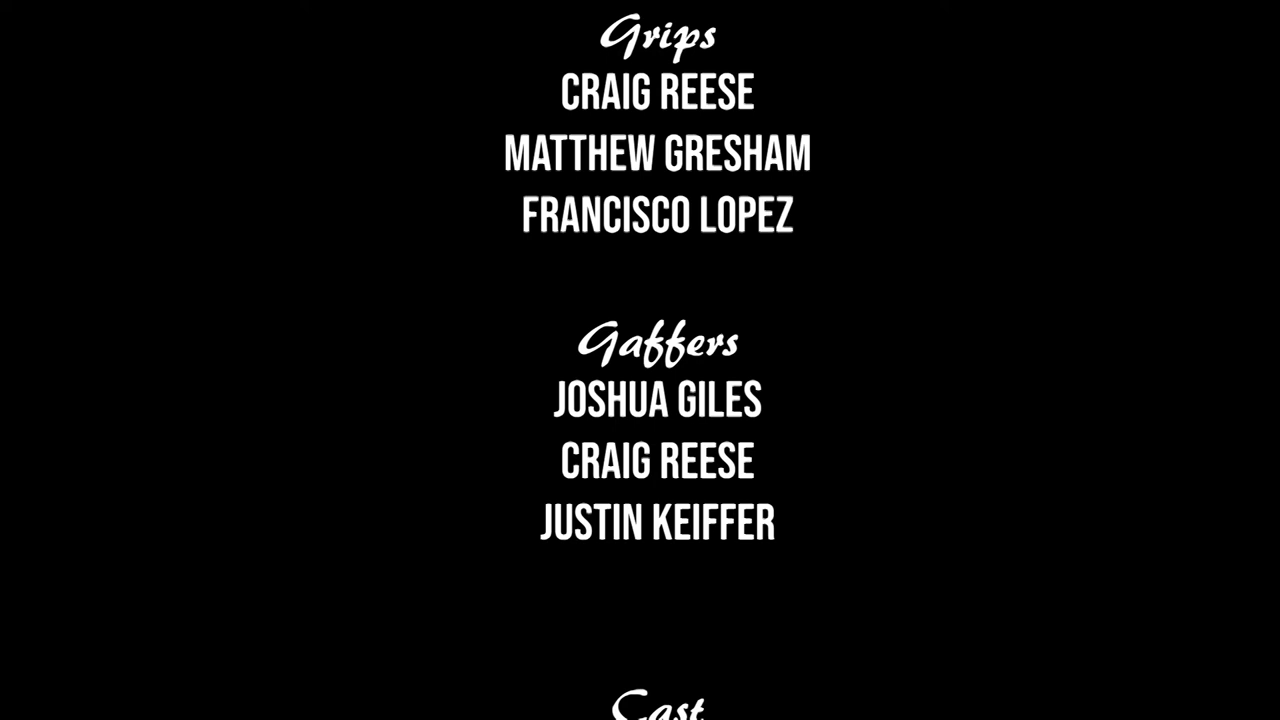 Grips
CRAIG REESE
MATTHEW GRESHAM
FRANCISCO LOPEZ
Gaffers
JOSHUA GILES
CRAIG REESE
JUSTIN KEIFFER
Cast